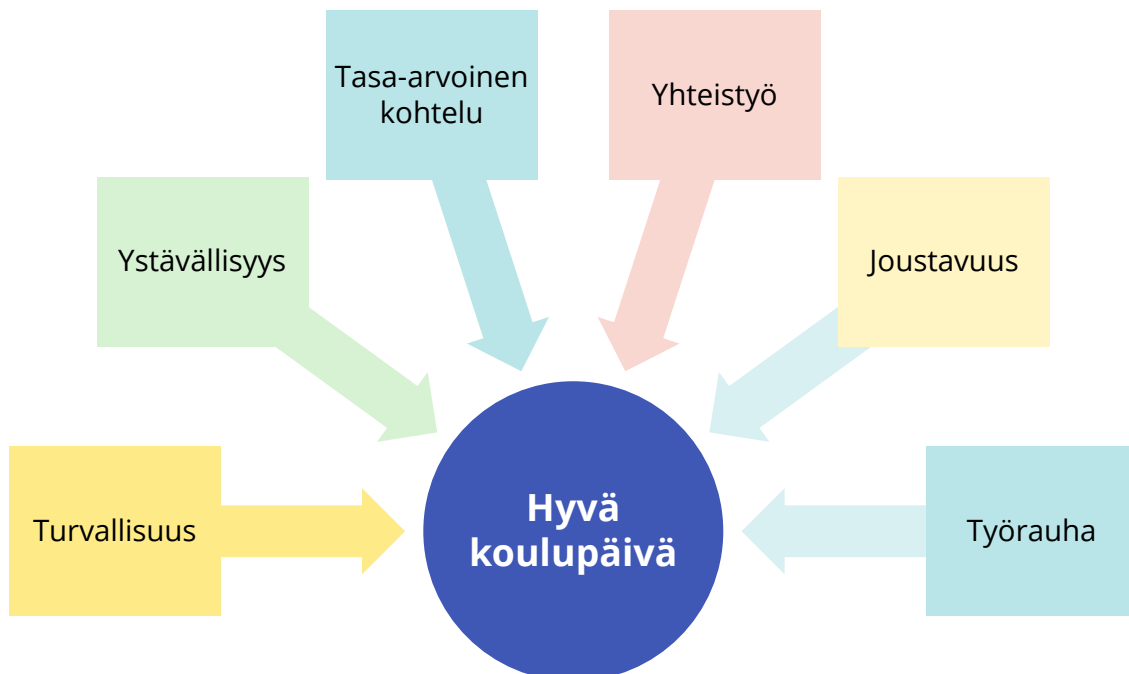 Tasa-arvoinen
kohtelu
Yhteistyö
Ystävällisyys
Joustavuus
Turvallisuus
Hyvä
koulupäivä
Työrauha